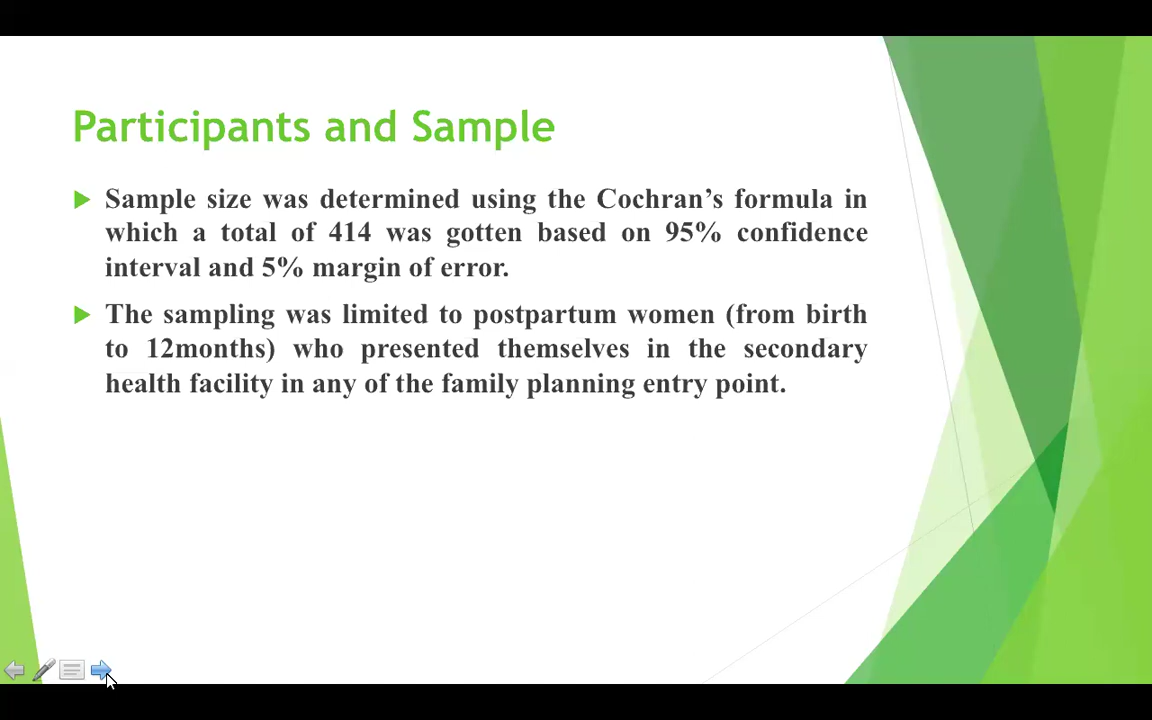 Participants and Sample
Sample size was determined using the Cochran’s formula in
which a total of 414 was gotten based on 95% confidence
interval and 5% margin of error.
The sampling was limited to postpartum women (from birth
to 12months) who presented themselves in the secondary
health facility in any of the family planning entry point.